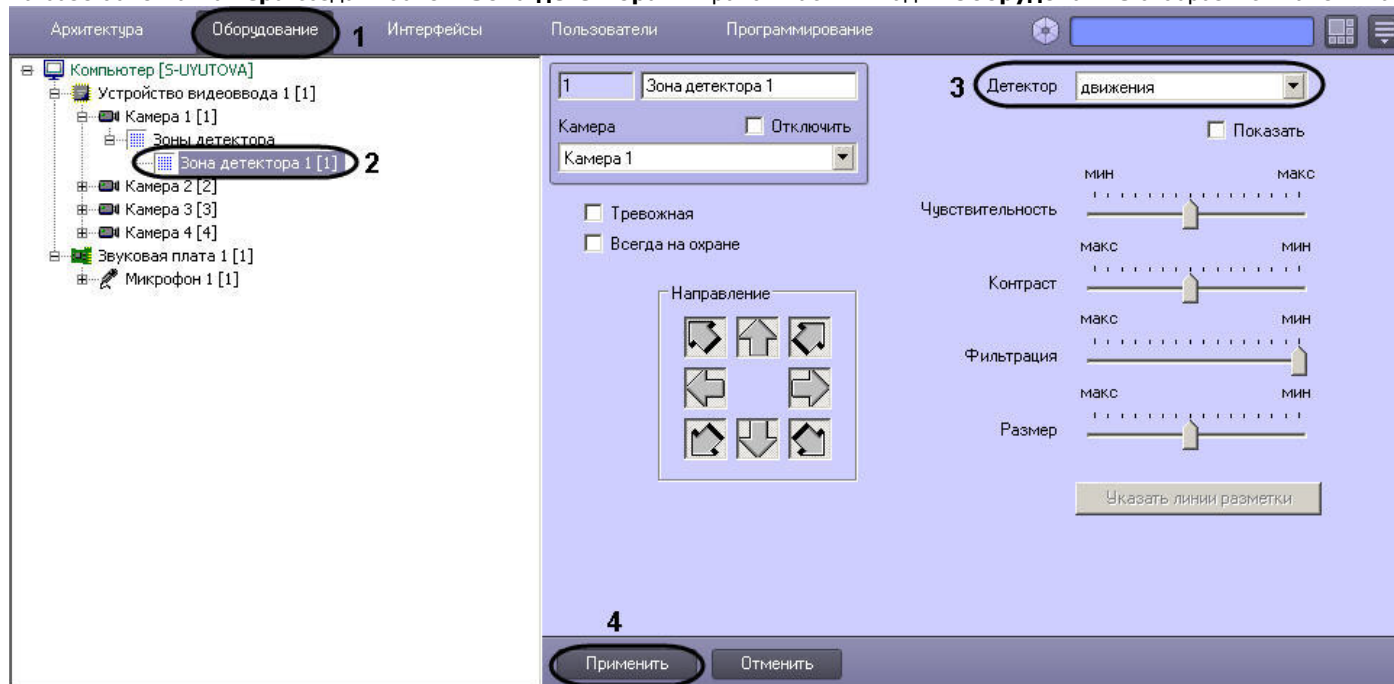 Архитектура Оборудование 1 Интерфейсы Пользователи Программирование
Компьютер [S-UYUTOVA]
Устройство видеоввода 1 [1]
Камера 1 [1]
Зоны детектора
Зона детектора 1 [1] 2
Камера 2 [2]
Камера 3 [3]
Камера 4 [4]
Звуковая плата 1 [1]
Микрофон 1 [1]
1 Зона детектора 1
Камера Отключить
Камера 1
Тревожная
Всегда на охране
Направление
3 Детектор движения
Показать
мин макс
Чувствительность
макс мин
Контраст
макс мин
Фильтрация
макс мин
Размер
Указать линии разметки
4
Применить Отменить